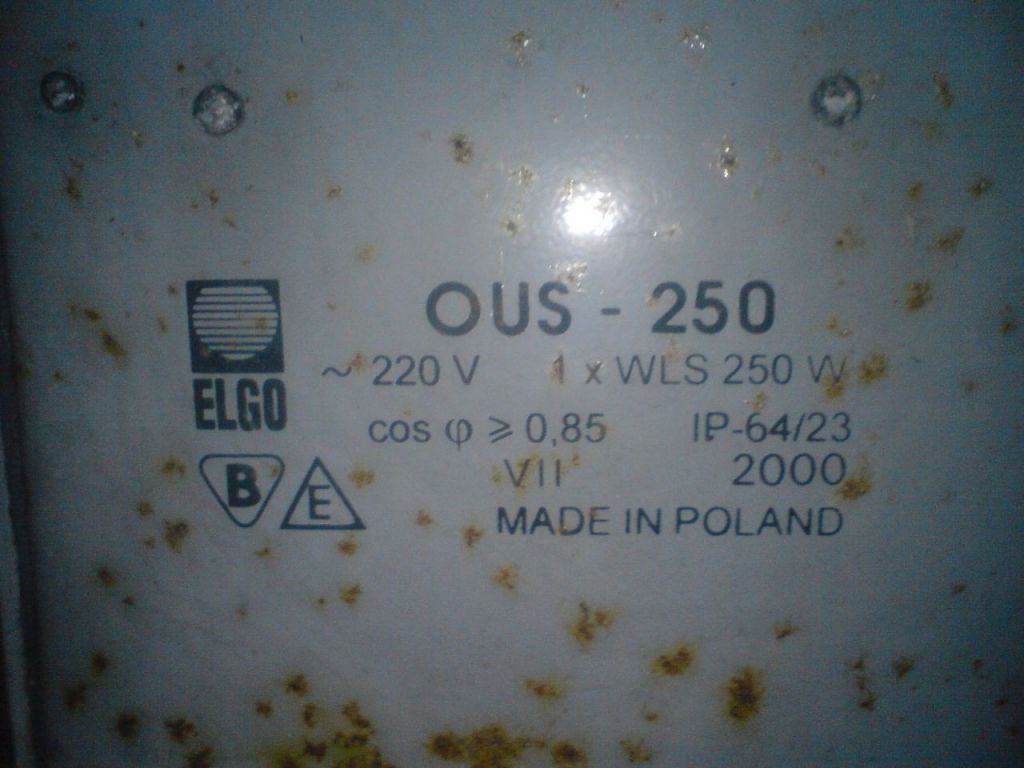 OUS - 250
~ 220 V 1 x WLS 250 W
ELGO
cos φ ⩾ 0,85 IP-64/23
B E
VII 2000
MADE IN POLAND